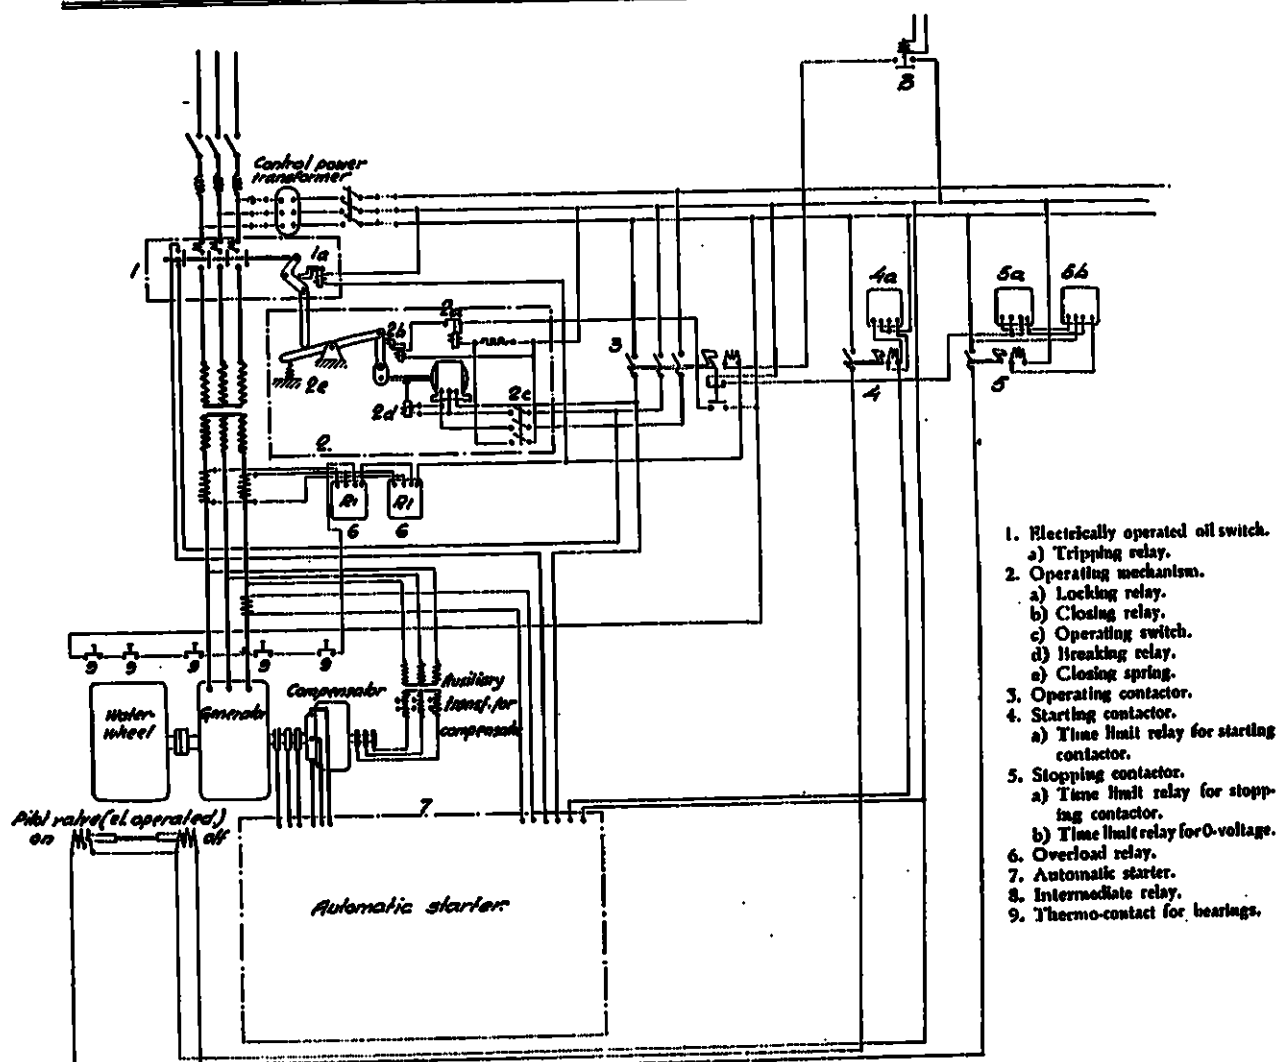 8
Control power
transformer
1
1a
4a
5a
5b
2a
2b
3
2e
2c
4
5
2d
2.
R1
R1
6
6
9
9
9
9
9
Water-
wheel
Generator
Compensator
Auxiliary
transf. for
compensator
Pilot valve (el. operated.)
on
off
7.
Automatic starter.
1. Electrically operated oil switch.
a) Tripping relay.
2. Operating mechanism.
a) Locking relay.
b) Closing relay.
c) Operating switch.
d) Breaking relay.
e) Closing spring.
3. Operating contactor.
4. Starting contactor.
a) Time limit relay for starting
contactor.
5. Stopping contactor.
a) Time limit relay for stopp-
ing contactor.
b) Time limit relay for 0-voltage.
6. Overload relay.
7. Automatic starter.
8. Intermediate relay.
9. Thermo-contact for bearings.